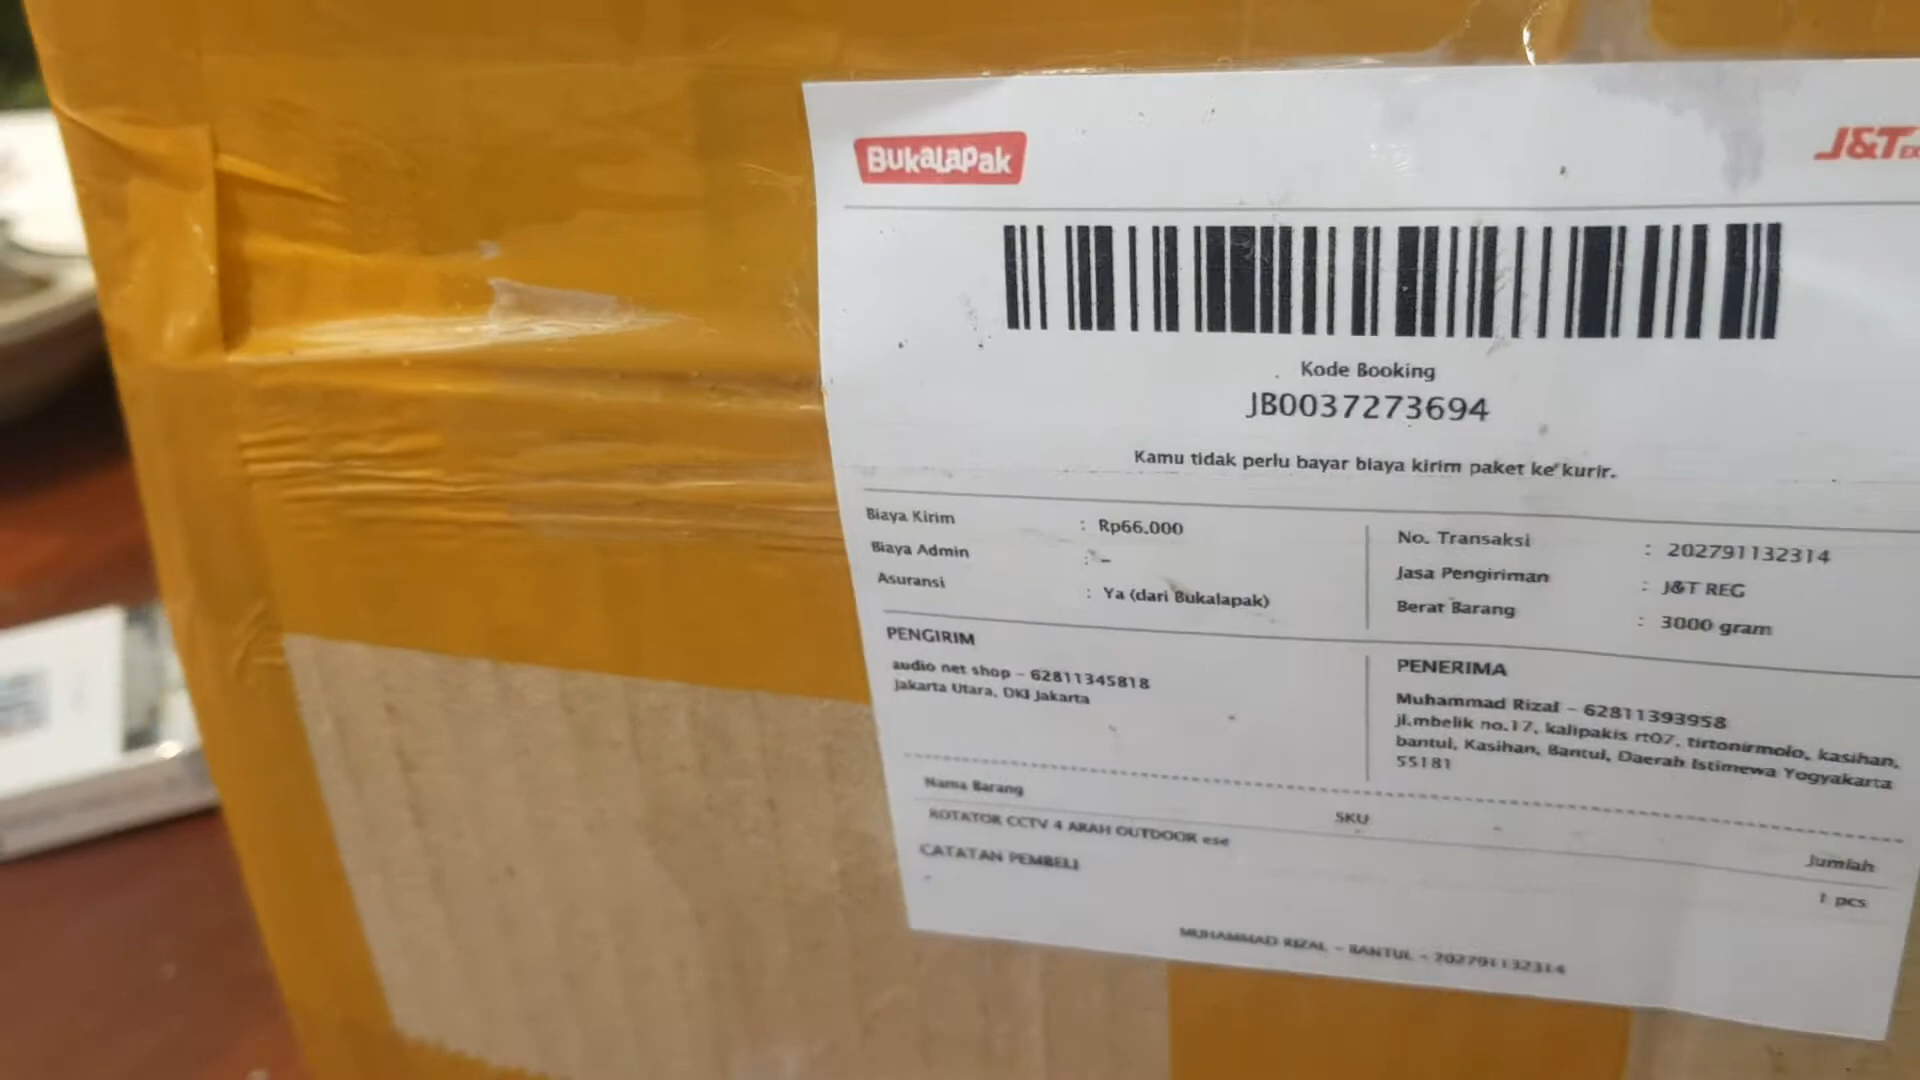 Bukalapak
J&T EX
Kode Booking
JB0037273694
Kamu tidak perlu bayar biaya kirim paket ke kurir.
Biaya Kirim : Rp66.000
Biaya Admin : -
Asuransi : Ya (dari Bukalapak)
No. Transaksi : 202791132314
Jasa Pengiriman : J&T REG
Berat Barang : 3000 gram
PENGIRIM
audio net shop - 62811345818
Jakarta Utara, DKI Jakarta
PENERIMA
Muhammad Rizal - 62811393958
jl.mbelik no.17, kalipakis rt07, tirtonirmolo, kasihan,
bantul, Kasihan, Bantul, Daerah Istimewa Yogyakarta
55181
Nama Barang SKU Jumlah
ROTATOR CCTV 4 ARAH OUTDOOR ese 1 pcs
CATATAN PEMBELI
-
MUHAMMAD RIZAL - BANTUL - 202791132314